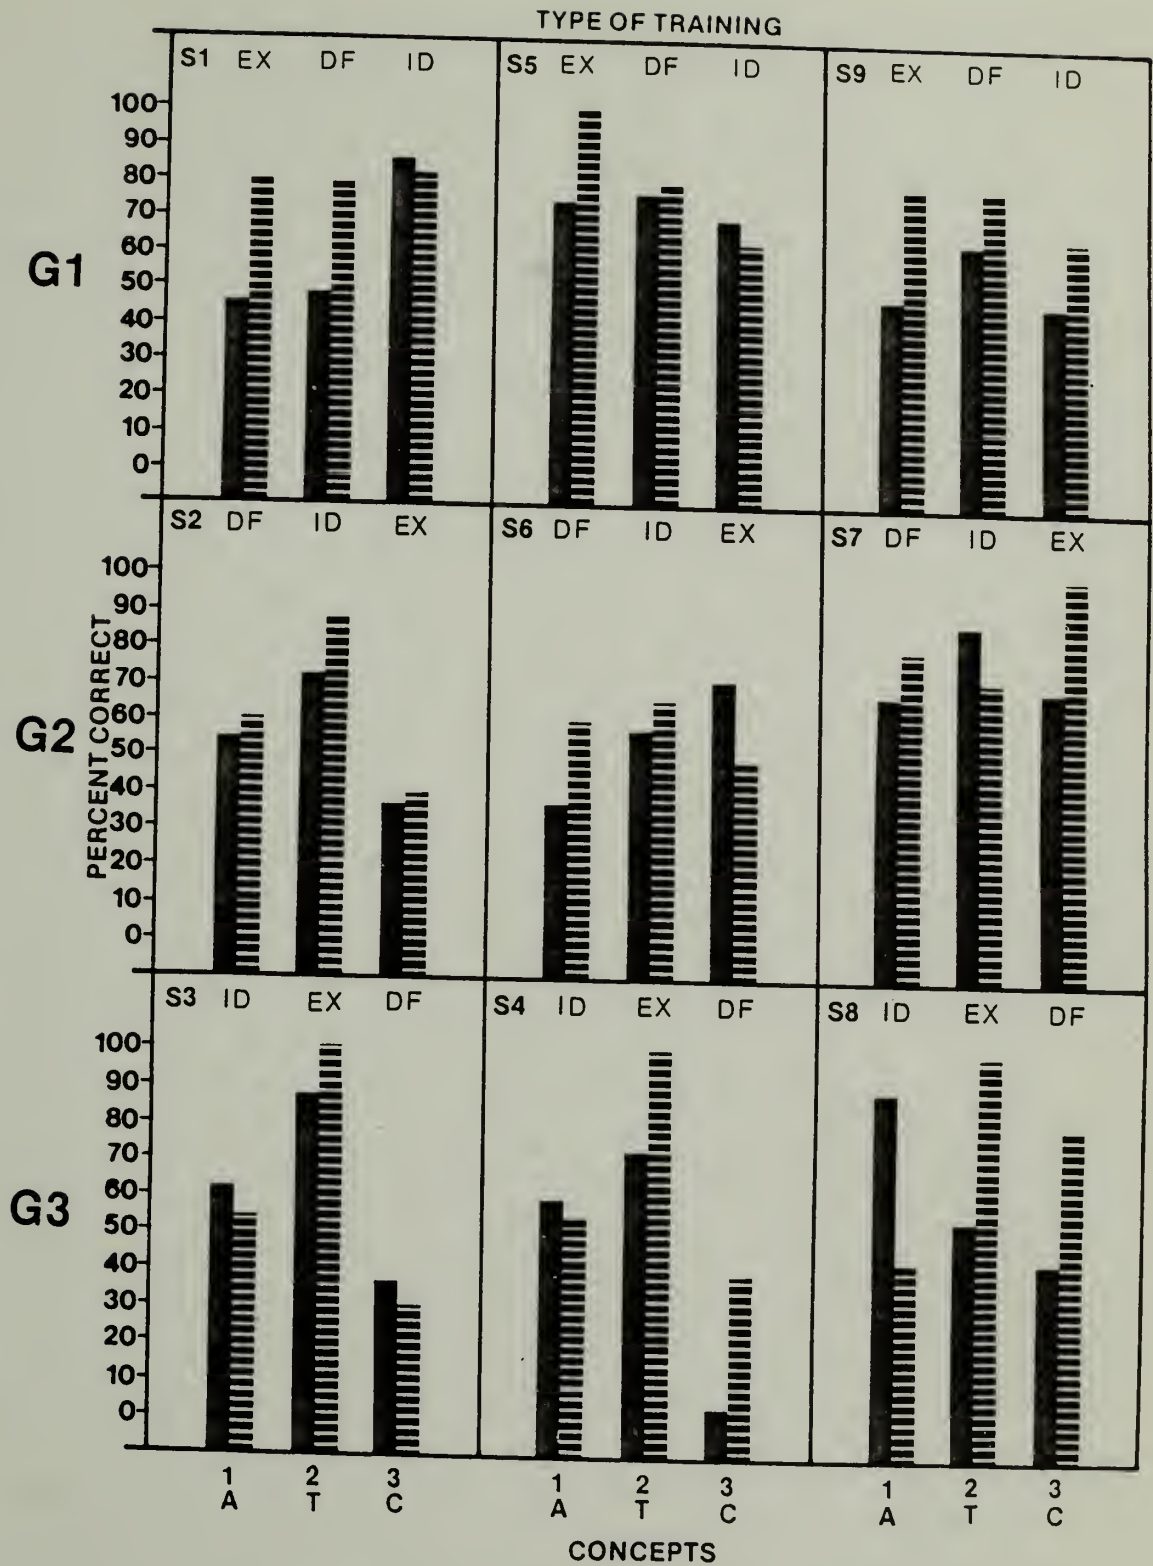 TYPE OF TRAINING
S1 EX DF ID
S5 EX DF ID
S9 EX DF ID
G1
100
90
80
70
60
50
40
30
20
10
0
S2 DF ID EX
S6 DF ID EX
S7 DF ID EX
G2
PERCENT CORRECT
100
90
80
70
60
50
40
30
20
10
0
S3 ID EX DF
S4 ID EX DF
S8 ID EX DF
G3
100
90
80
70
60
50
40
30
20
10
0
1 2 3
A T C
1 2 3
A T C
1 2 3
A T C
CONCEPTS